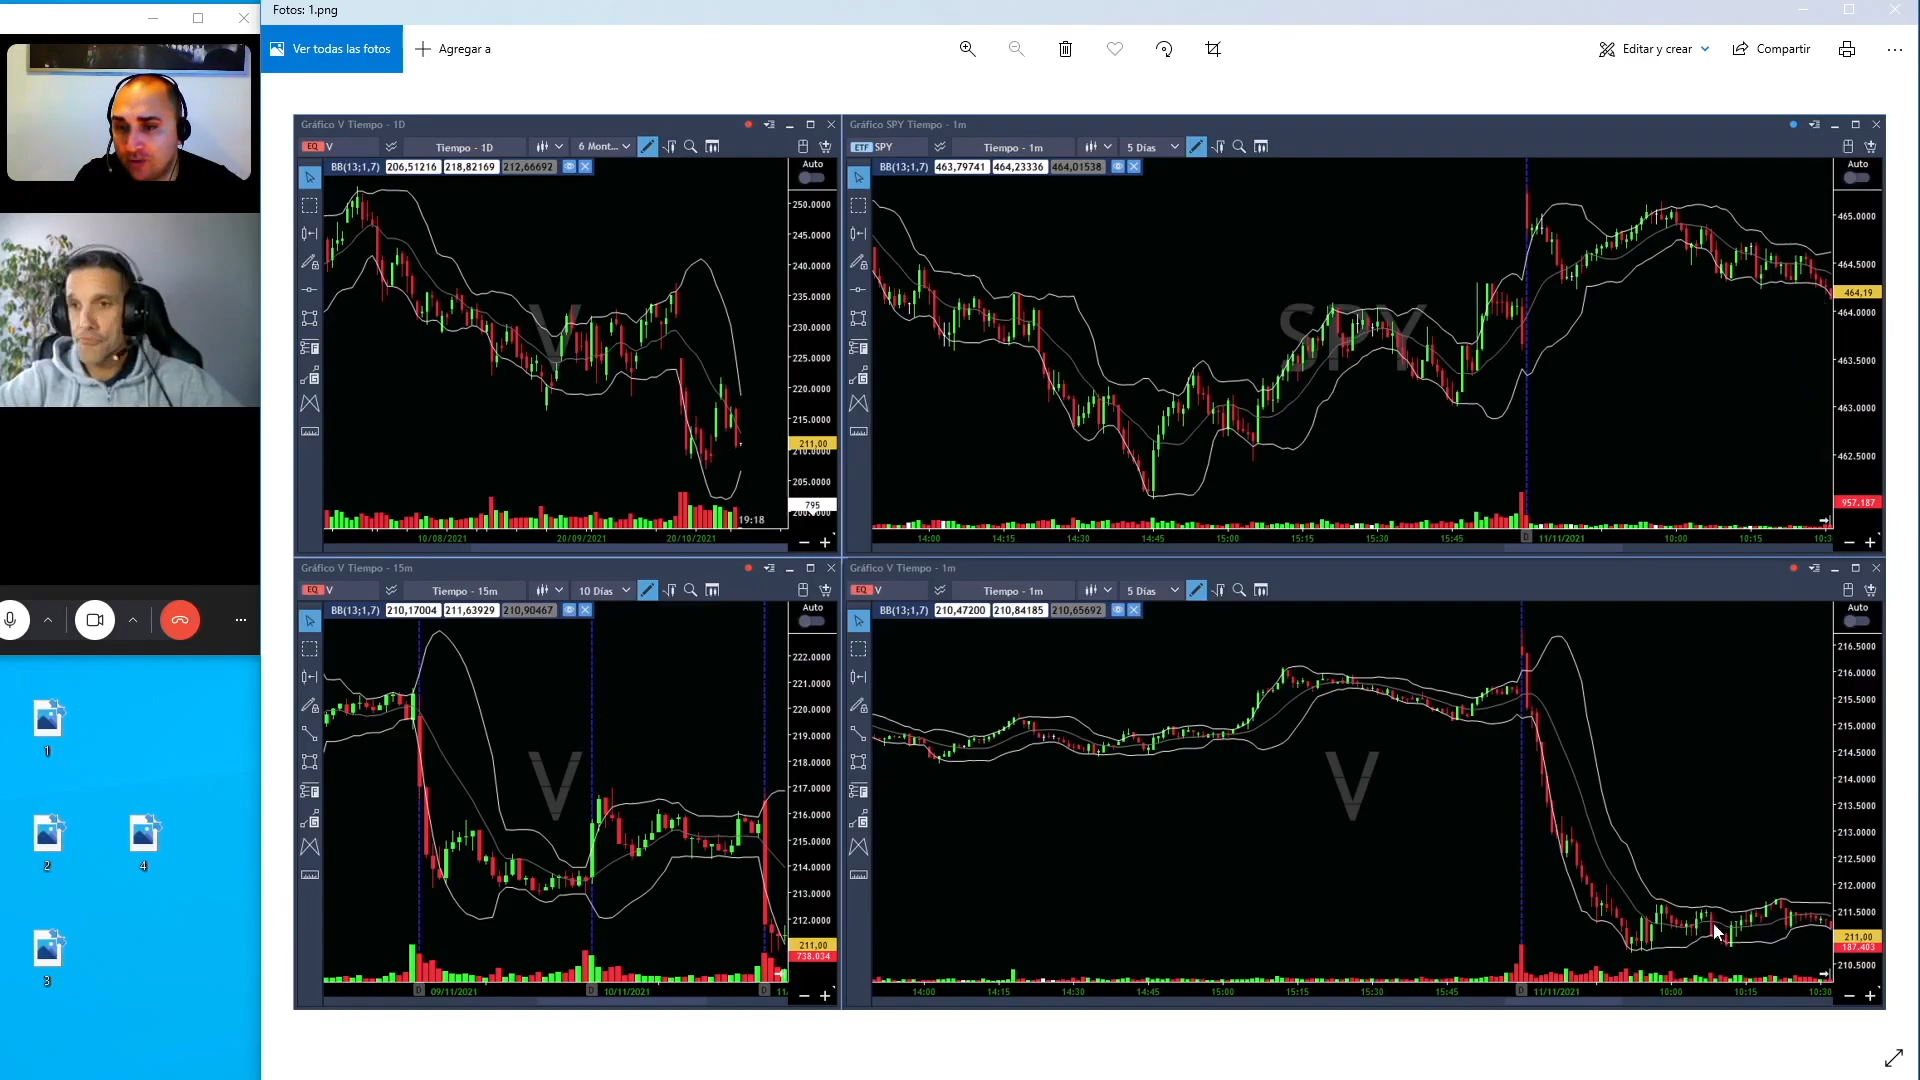 Fotos: 1.png
Ver todas las fotos
Agregar a
Editar y crear
Compartir
Gráfico V Tiempo - 1D
EQ V
Tiempo - 1D
6 Mont...
BB(13;1,7) 206,51216 218,82169 212,66692
Auto
V
250.0000
245.0000
240.0000
235.0000
230.0000
225.0000
220.0000
215.0000
211,00
210.0000
205.0000
795
19:18
10/08/2021 20/09/2021 20/10/2021
Gráfico SPY Tiempo - 1m
ETF SPY
Tiempo - 1m
5 Días
BB(13;1,7) 463,79741 464,23336 464,01538
Auto
SPY
465.0000
464.5000
464,19
464.0000
463.5000
463.0000
462.5000
957,187
14:00 14:15 14:30 14:45 15:00 15:15 15:30 15:45 D 11/11/2021 10:00 10:15 10:3
Gráfico V Tiempo - 15m
EQ V
Tiempo - 15m
10 Días
BB(13;1,7) 210,17004 211,63929 210,90467
Auto
V
222.0000
221.0000
220.0000
219.0000
218.0000
217.0000
216.0000
215.0000
214.0000
213.0000
212.0000
211,00
738.034
D 09/11/2021 D 10/11/2021 D 11
Gráfico V Tiempo - 1m
EQ V
Tiempo - 1m
5 Días
BB(13;1,7) 210,47200 210,84185 210,65692
Auto
V
216.5000
216.0000
215.5000
215.0000
214.5000
214.0000
213.5000
213.0000
212.5000
212.0000
211.5000
211,00
187.403
210.5000
14:00 14:15 14:30 14:45 15:00 15:15 15:30 15:45 D 11/11/2021 10:00 10:15 10:30
1
2
4
3